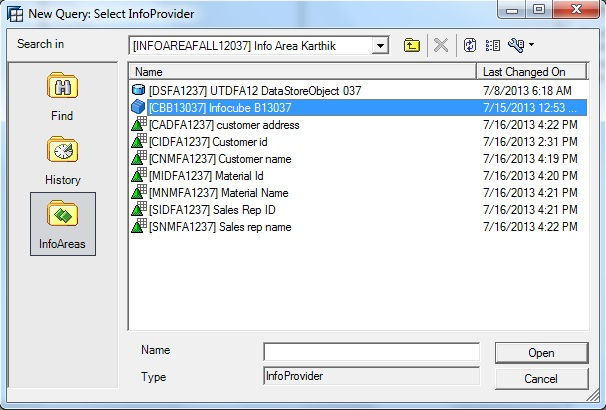 New Query: Select InfoProvider
Search in
[INFOAREAFALL12037] Info Area Karthik
Find
History
InfoAreas
Name Last Changed On
[DSFA1237] UTDFA12 DataStoreObject 037 7/8/2013 6:18 AM
[CBB13037] Infocube B13037 7/15/2013 12:53 ...
[CADFA1237] customer address 7/16/2013 4:22 PM
[CIDFA1237] Customer id 7/16/2013 2:31 PM
[CNMFA1237] Customer name 7/16/2013 4:19 PM
[MIDFA1237] Material Id 7/16/2013 4:20 PM
[MNMFA1237] Material Name 7/16/2013 4:21 PM
[SIDFA1237] Sales Rep ID 7/16/2013 4:21 PM
[SNMFA1237] Sales rep name 7/16/2013 4:22 PM
Name
Open
Type InfoProvider
Cancel